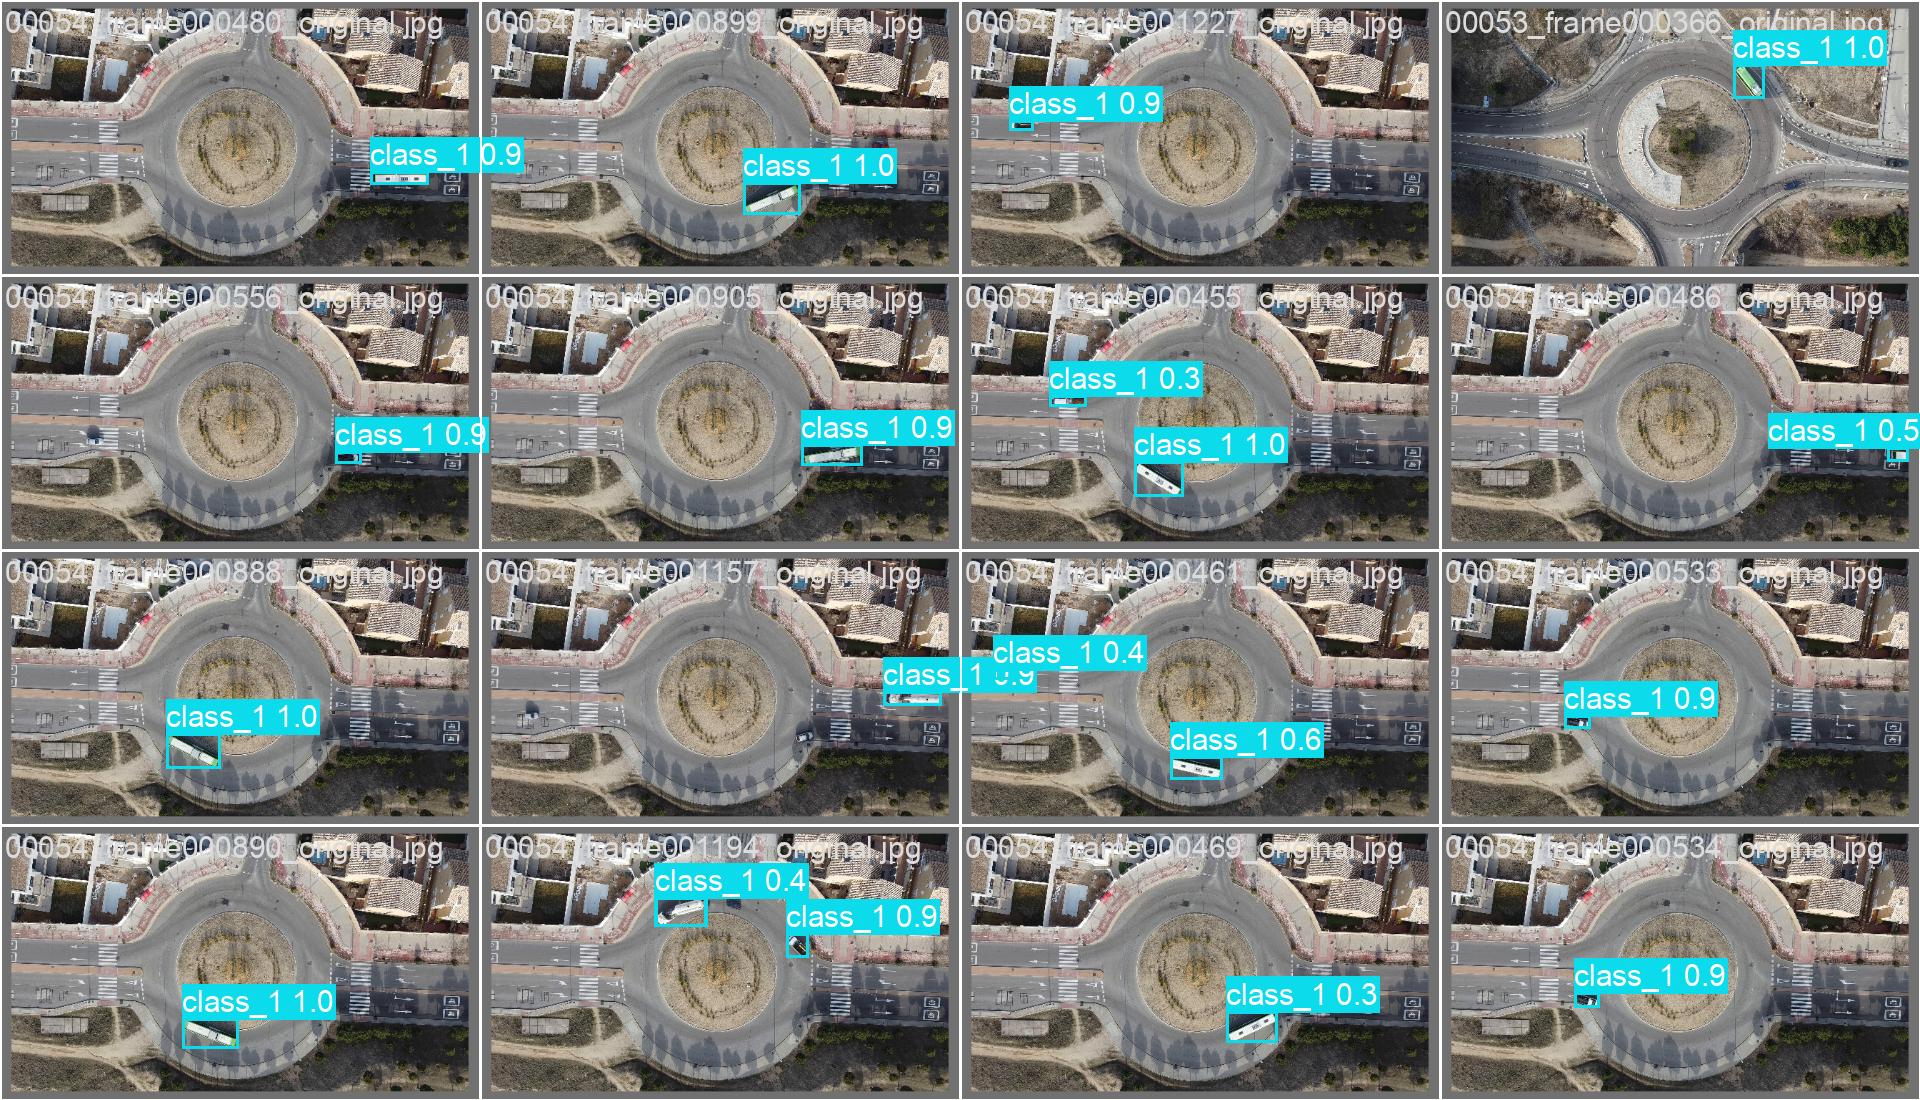 00054_frame000480_original.jpg
class_1 0.9
00054_frame000899_original.jpg
class_1 1.0
00054_frame001227_original.jpg
class_1 0.9
00053_frame000366_original.jpg
class_1 1.0
00054_frame000556_original.jpg
class_1 0.9
00054_frame000905_original.jpg
class_1 0.9
00054_frame000455_original.jpg
class_1 0.3
class_1 1.0
00054_frame000486_original.jpg
class_1 0.5
00054_frame000888_original.jpg
class_1 1.0
00054_frame001157_original.jpg
class_1 0.9
00054_frame000461_original.jpg
class_1 0.4
class_1 0.6
00054_frame000533_original.jpg
class_1 0.9
00054_frame000890_original.jpg
class_1 1.0
00054_frame001194_original.jpg
class_1 0.4
class_1 0.9
00054_frame000469_original.jpg
class_1 0.3
00054_frame000534_original.jpg
class_1 0.9